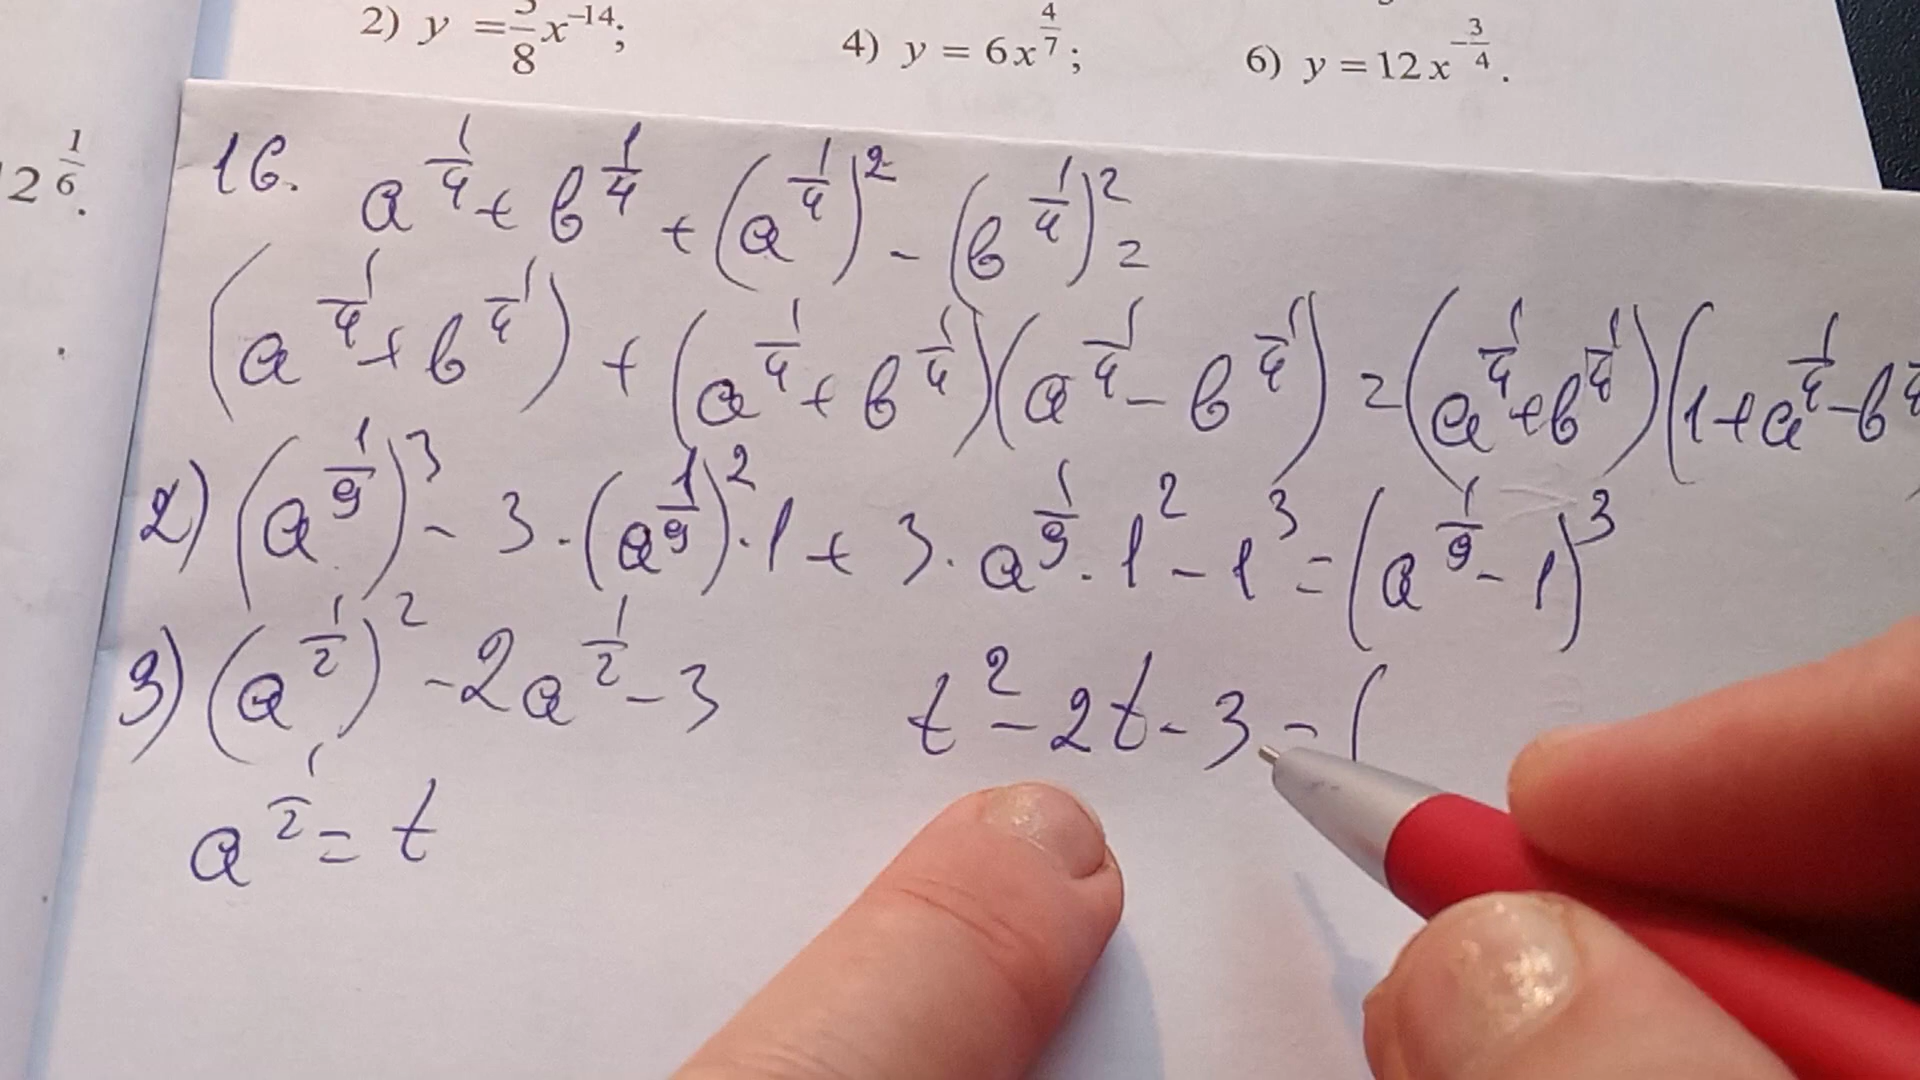 2) y = 5/8 x^{-14};
4) y = 6x^{4/7};
6) y = 12x^{-3/4}.
2^{1/6}.
16. a^{1/4} + b^{1/4} + (a^{1/4})^2 - (b^{1/4})^2 =
(a^{1/4} + b^{1/4}) + (a^{1/4} + b^{1/4})(a^{1/4} - b^{1/4}) = (a^{1/4} + b^{1/4})(1 + a^{1/4} - b
2) (a^{1/9})^3 - 3 · (a^{1/9})^2 · 1 + 3 · a^{1/9} · 1^2 - 1^3 = (a^{1/9} - 1)^3
3) (a^{1/2})^2 - 2a^{1/2} - 3
t^2 - 2t - 3 = (
a^{1/2} = t